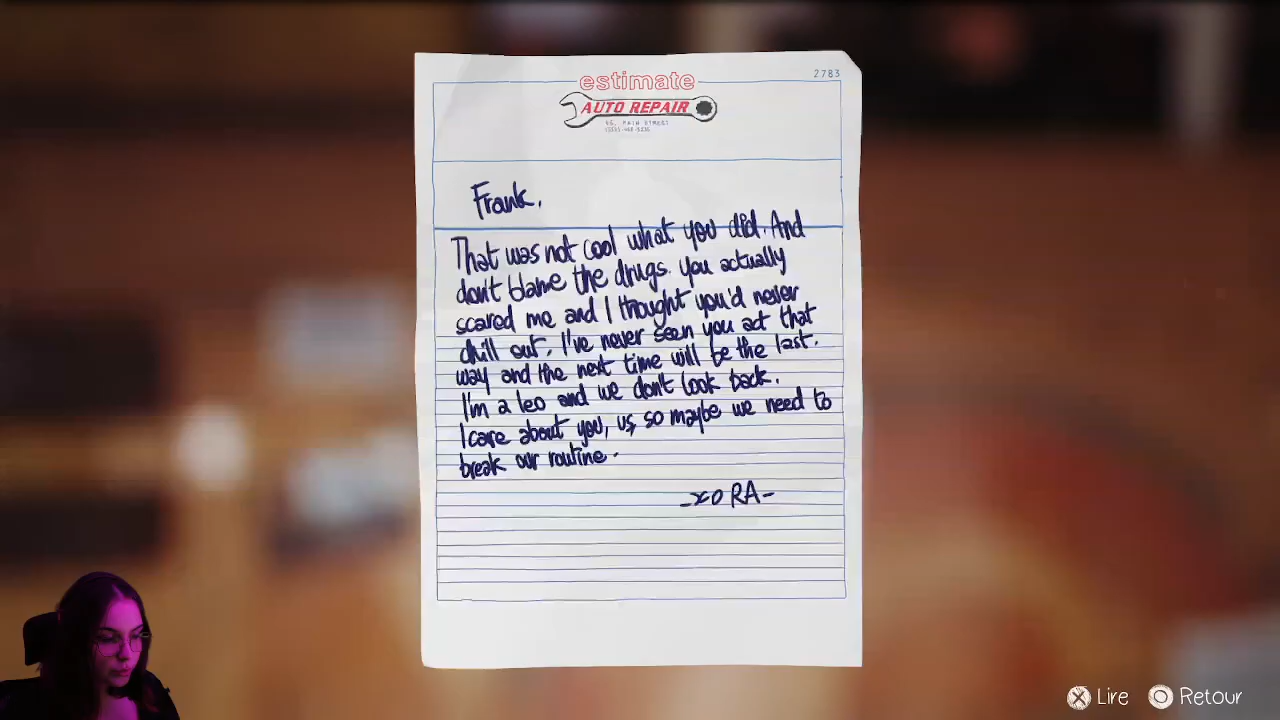 2783
estimate
AUTO REPAIR
Frank,
That was not cool what you did. And
don't blame the drugs. You actually
scared me and I thought you'd never
chill out. I've never seen you act that
way and the next time will be the last.
I'm a leo and we don't look back.
I care about you, us, so maybe we need to
break our routine.
-xo RA-
Lire Retour